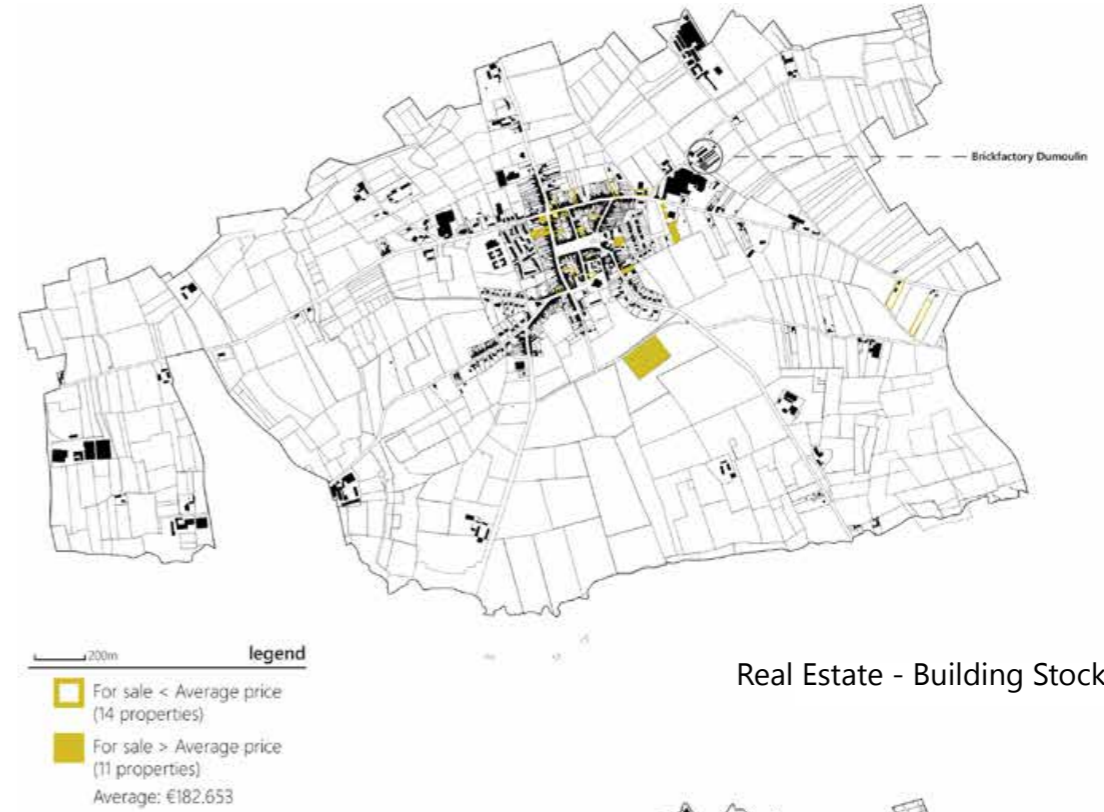 Brickfactory Dumoulin
200m
legend
Real Estate - Building Stock
For sale < Average price
(14 properties)
For sale > Average price
(11 properties)
Average: €182.653